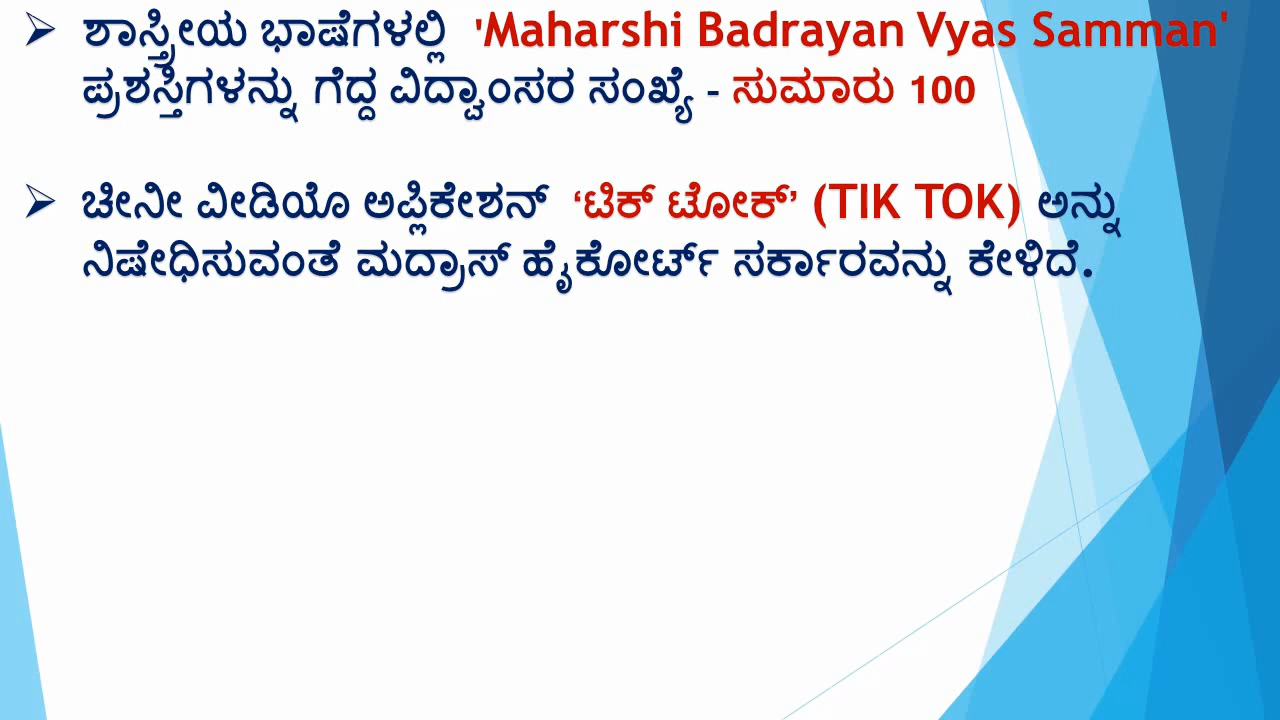 ➢ ಶಾಸ್ತ್ರೀಯ ಭಾಷೆಗಳಲ್ಲಿ 'Maharshi Badrayan Vyas Samman'
ಪ್ರಶಸ್ತಿಗಳನ್ನು ಗೆದ್ದ ವಿದ್ವಾಂಸರ ಸಂಖ್ಯೆ - ಸುಮಾರು 100
➢ ಚೀನೀ ವೀಡಿಯೊ ಅಪ್ಲಿಕೇಶನ್ ‘ಟಿಕ್ ಟೋಕ್’ (TIK TOK) ಅನ್ನು
ನಿಷೇಧಿಸುವಂತೆ ಮದ್ರಾಸ್ ಹೈಕೋರ್ಟ್ ಸರ್ಕಾರವನ್ನು ಕೇಳಿದೆ.